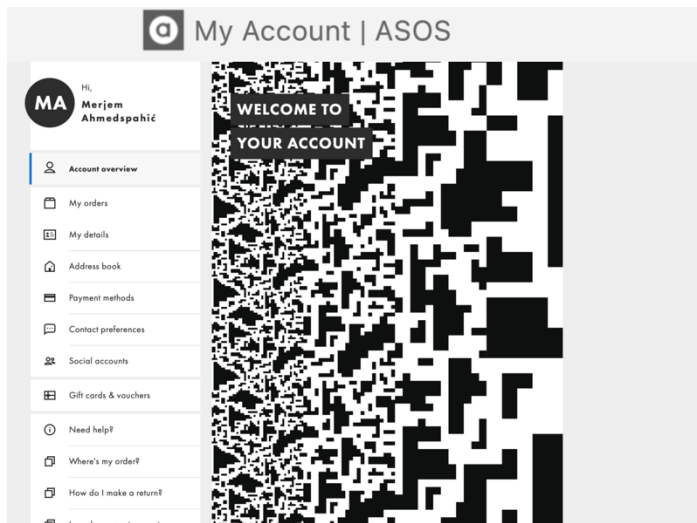 My Account | ASOS
MA
Hi,
Merjem
Ahmedspahić
WELCOME TO
YOUR ACCOUNT
Account overview
My orders
My details
Address book
Payment methods
Contact preferences
Social accounts
Gift cards & vouchers
Need help?
Where's my order?
How do I make a return?